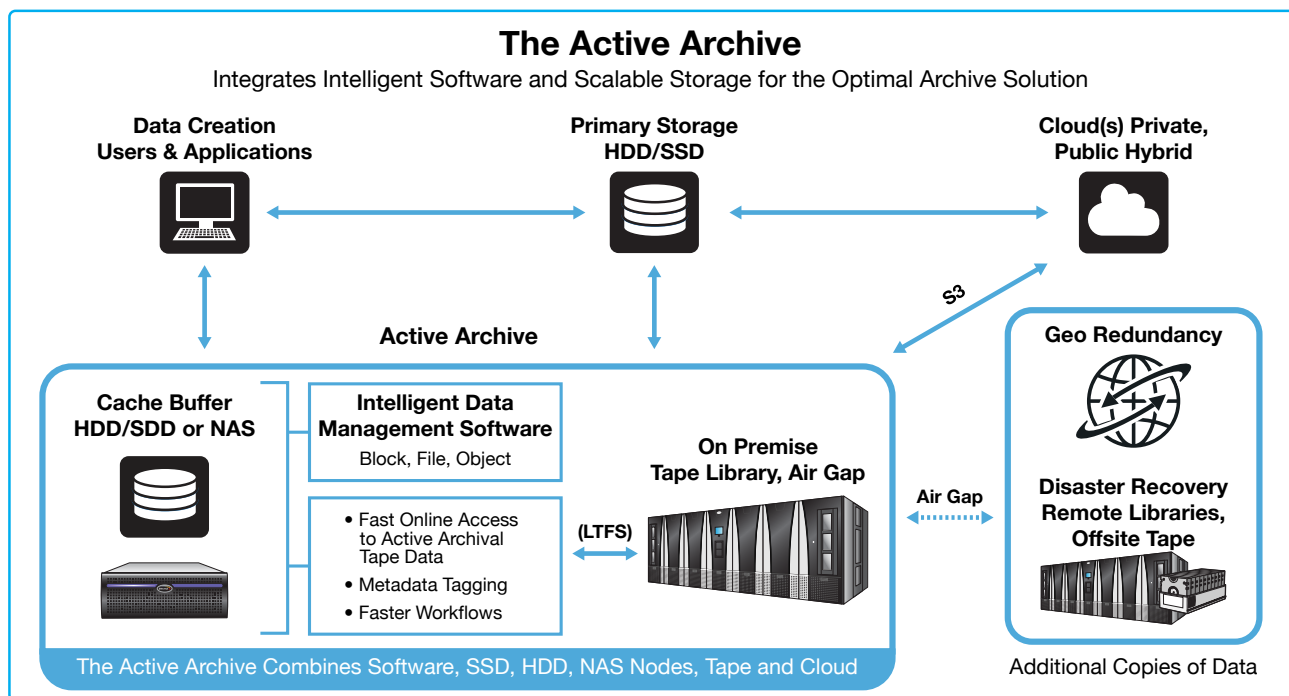 The Active Archive
Integrates Intelligent Software and Scalable Storage for the Optimal Archive Solution
Data Creation
Users & Applications
Primary Storage
HDD/SSD
Cloud(s) Private,
Public Hybrid
S3
Active Archive
Cache Buffer
HDD/SDD or NAS
Intelligent Data
Management Software
Block, File, Object
• Fast Online Access
to Active Archival
Tape Data
• Metadata Tagging
• Faster Workflows
(LTFS)
On Premise
Tape Library, Air Gap
Air Gap
Geo Redundancy
Disaster Recovery
Remote Libraries,
Offsite Tape
The Active Archive Combines Software, SSD, HDD, NAS Nodes, Tape and Cloud
Additional Copies of Data